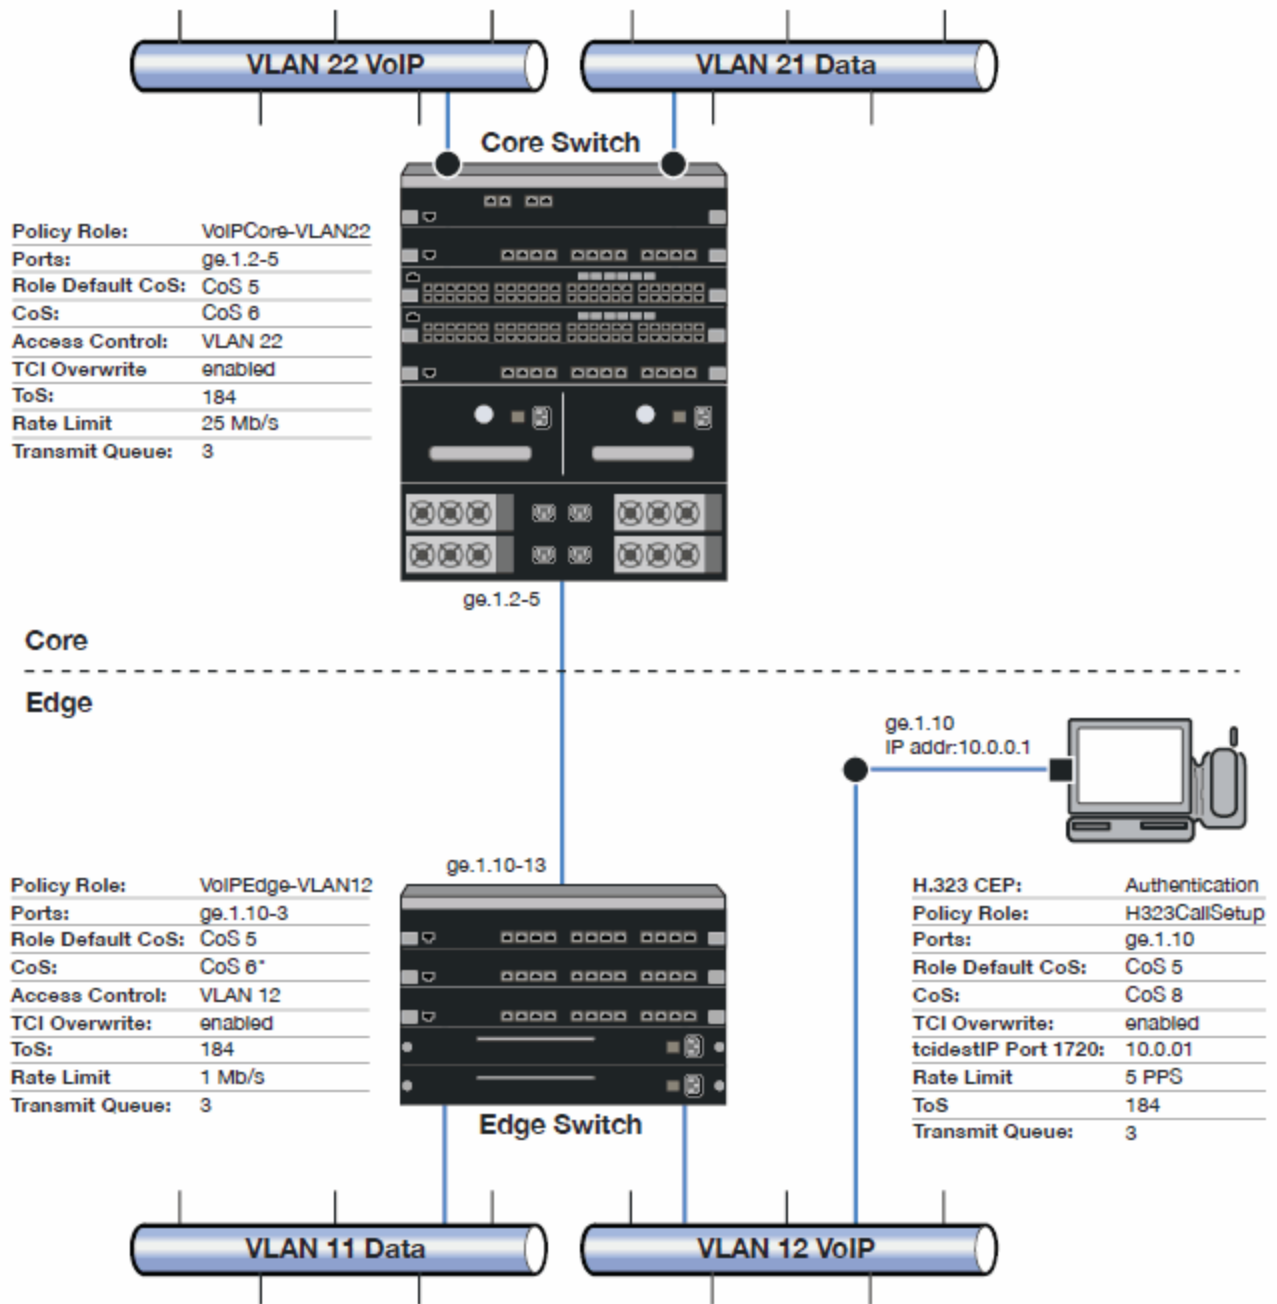 VLAN 22 VoIP
VLAN 21 Data
Core Switch
Policy Role: VoIPCore-VLAN22
Ports: ge.1.2-5
Role Default CoS: CoS 5
CoS: CoS 6
Access Control: VLAN 22
TCI Overwrite enabled
ToS: 184
Rate Limit 25 Mb/s
Transmit Queue: 3
ge.1.2-5
Core
Edge
ge.1.10
IP addr:10.0.0.1
ge.1.10-13
Policy Role: VoIPEdge-VLAN12
Ports: ge.1.10-3
Role Default CoS: CoS 5
CoS: CoS 6*
Access Control: VLAN 12
TCI Overwrite: enabled
ToS: 184
Rate Limit 1 Mb/s
Transmit Queue: 3
H.323 CEP: Authentication
Policy Role: H323CallSetup
Ports: ge.1.10
Role Default CoS: CoS 5
CoS: CoS 8
TCI Overwrite: enabled
tcidestIP Port 1720: 10.0.01
Rate Limit 5 PPS
ToS 184
Transmit Queue: 3
Edge Switch
VLAN 11 Data
VLAN 12 VoIP